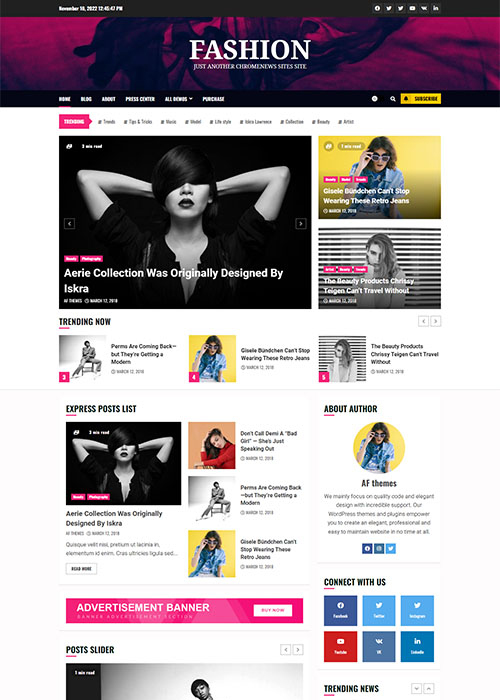 November 18, 2022 12:45:47 PM
FASHION
JUST ANOTHER CHROMENEWS SITES SITE
HOME BLOG ABOUT PRESS CENTER ALL DEMOS PURCHASE SUBSCRIBE
TRENDING # Trends # Tips & Tricks # Music # Model # Life style # Iskra Lawrence # Collection # Beauty # Artist
3 min read
Beauty Photography
Aerie Collection Was Originally Designed By
Iskra
AF THEMES MARCH 12, 2018
1 min read
Beauty Model Trends
Gisele Bündchen Can't Stop
Wearing These Retro Jeans
MARCH 12, 2018
Artist Beauty Trends
The Beauty Products Chrissy
Teigen Can't Travel Without
MARCH 12, 2018
TRENDING NOW
3
Perms Are Coming Back—
but They're Getting a
Modern
MARCH 12, 2018
4
Gisele Bündchen Can't Stop
Wearing These Retro Jeans
MARCH 12, 2018
5
The Beauty Products
Chrissy Teigen Can't Travel
Without
MARCH 12, 2018
EXPRESS POSTS LIST
3 min read
Beauty Photography
Aerie Collection Was Originally
Designed By Iskra
AF THEMES MARCH 12, 2018
Quisque velit nisi, pretium ut lacinia in,
elementum id enim. Cras ultricies ligula sed...
READ MORE
Don't Call Demi A "Bad
Girl" — She's Just
Speaking Out
MARCH 12, 2018
Perms Are Coming Back
—but They're Getting a
Modern
MARCH 12, 2018
Gisele Bündchen Can't
Stop Wearing These
Retro Jeans
MARCH 12, 2018
ABOUT AUTHOR
AF themes
We mainly focus on quality code and elegant
design with incredible support. Our
WordPress themes and plugins empower
you to create an elegant, professional and
easy to maintain website in no time at all.
CONNECT WITH US
Facebook Twitter Instagram
Youtube VK LinkedIn
ADVERTISEMENT BANNER
BANNER ADVERTISEMENT SECTION
BUY NOW
POSTS SLIDER
1 min read
TRENDING NEWS